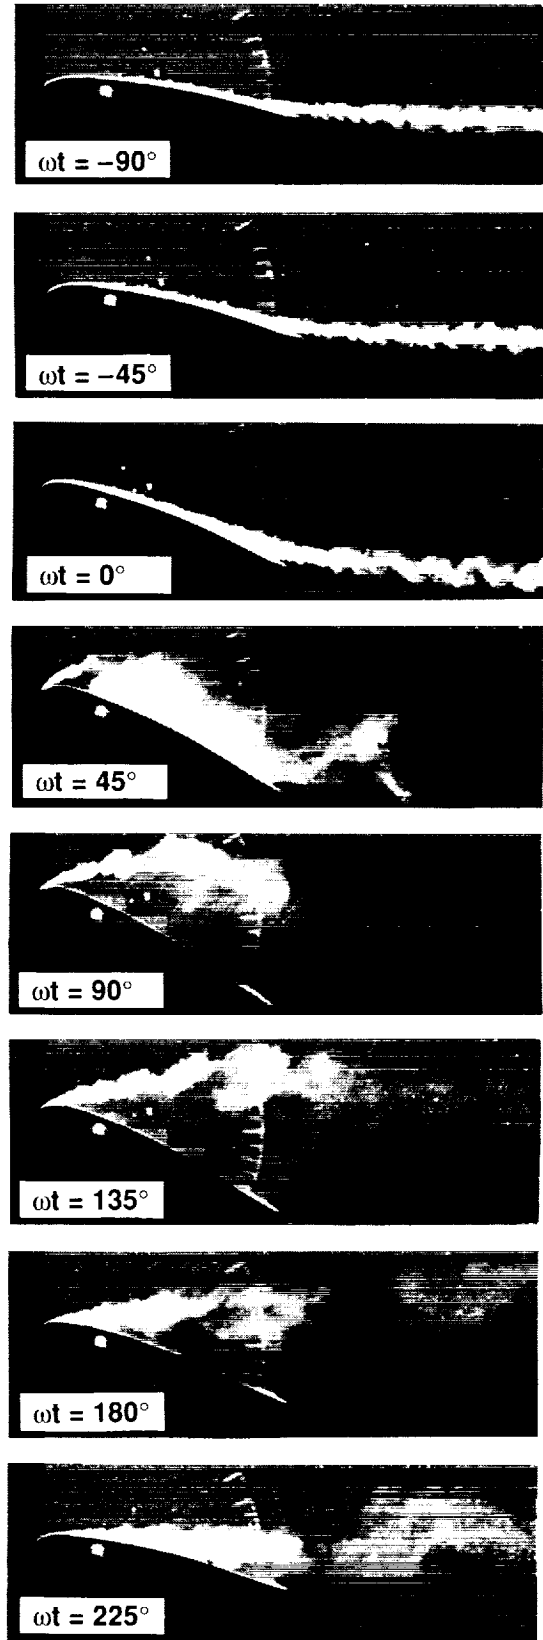 ωt = −90°
ωt = −45°
ωt = 0°
ωt = 45°
ωt = 90°
ωt = 135°
ωt = 180°
ωt = 225°